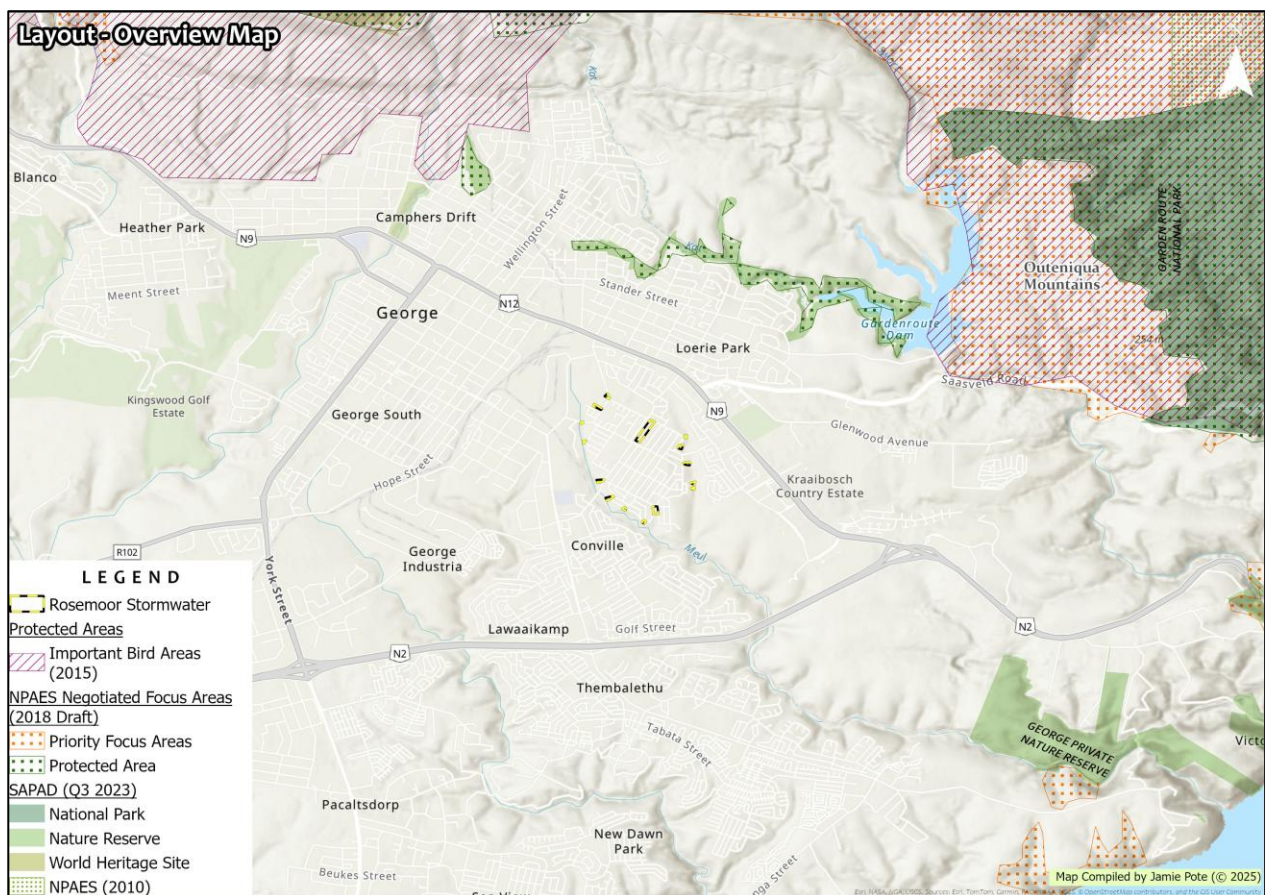 Layout - Overview Map
Blanco
Heather Park
N9
Meent Street
Camphers Drift
Wellington Street
George
N12
Stander Street
Loerie Park
Gardenroute
Dam
Outeniqua
Mountains
GARDEN ROUTE
NATIONAL PARK
254 m
Saasveld Road
Kingswood Golf
Estate
George South
Hope Street
N9
Glenwood Avenue
Kraaibosch
Country Estate
R102
York Street
George
Industria
Conville
Meul
Lawaaikamp
Golf Street
N2
N2
Thembalethu
Tabata Street
GEORGE PRIVATE
NATURE RESERVE
Victo
Pacaltsdorp
New Dawn
Park
Beukes Street
LEGEND
Rosemoor Stormwater
Protected Areas
Important Bird Areas
(2015)
NPAES Negotiated Focus Areas
(2018 Draft)
Priority Focus Areas
Protected Area
SAPAD (Q3 2023)
National Park
Nature Reserve
World Heritage Site
NPAES (2010)
Map Compiled by Jamie Pote (© 2025)